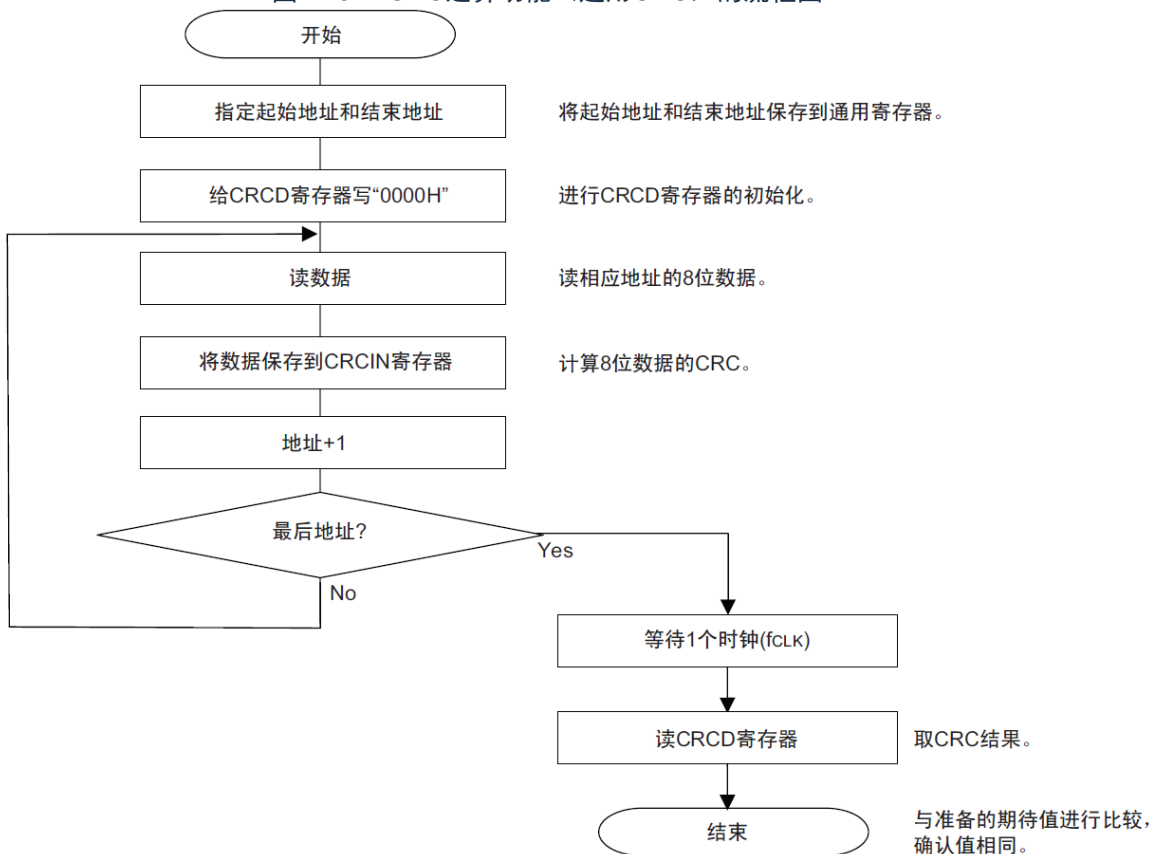 开始
指定起始地址和结束地址
将起始地址和结束地址保存到通用寄存器。
给CRCD寄存器写“0000H”
进行CRCD寄存器的初始化。
读数据
读相应地址的8位数据。
将数据保存到CRCIN寄存器
计算8位数据的CRC。
地址+1
最后地址?
Yes
No
等待1个时钟(fCLK)
读CRCD寄存器
取CRC结果。
结束
与准备的期待值进行比较，
确认值相同。